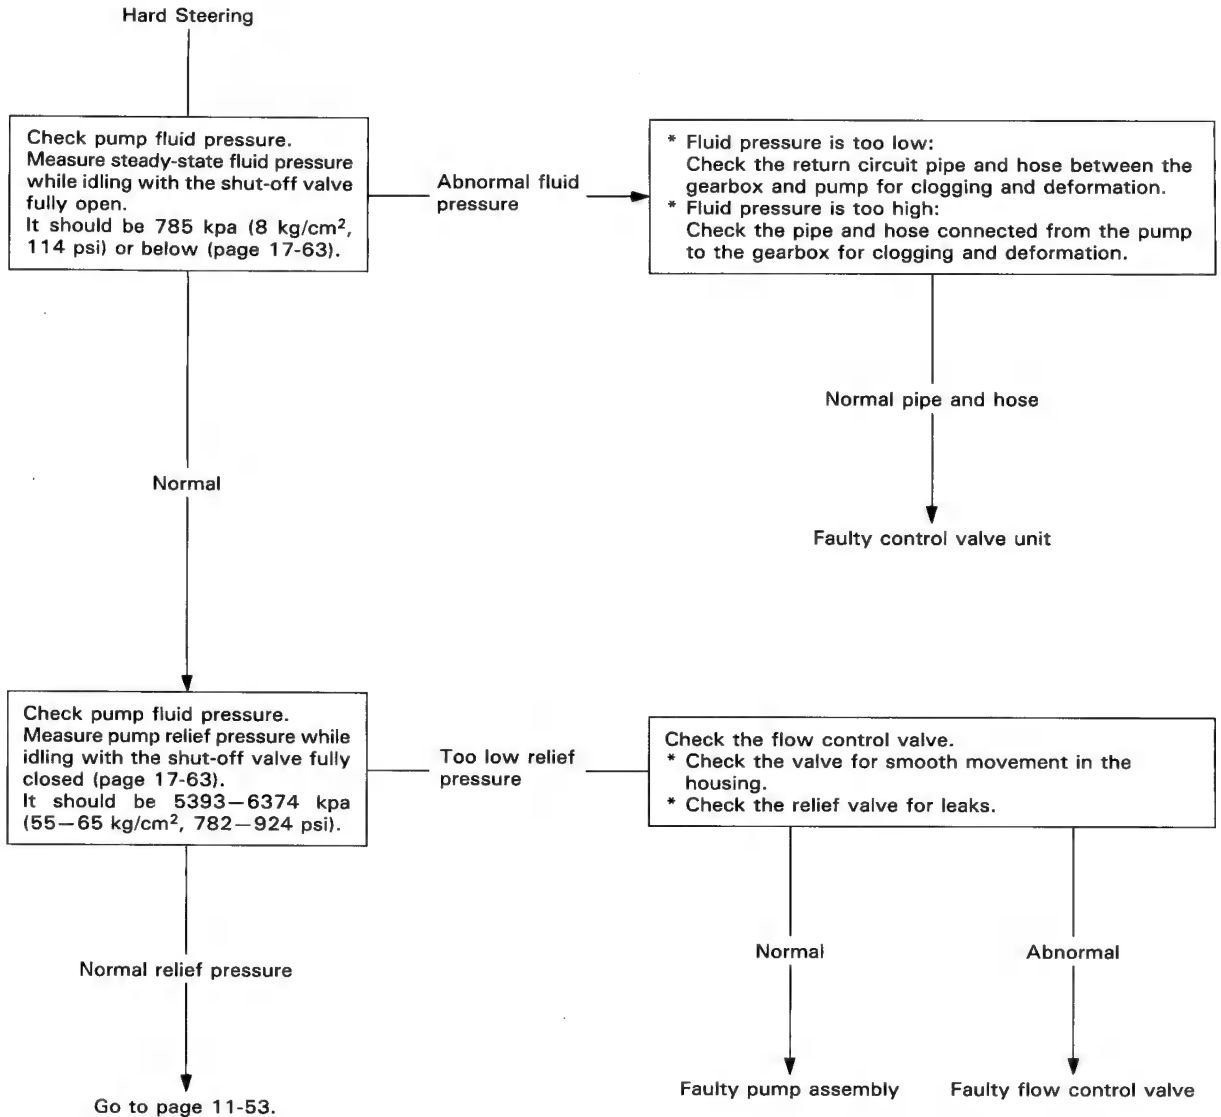 Hard Steering
Check pump fluid pressure.
Measure steady-state fluid pressure
while idling with the shut-off valve
fully open.
It should be 785 kpa (8 kg/cm²,
114 psi) or below (page 17-63).
Abnormal fluid
pressure
* Fluid pressure is too low:
Check the return circuit pipe and hose between the
gearbox and pump for clogging and deformation.
* Fluid pressure is too high:
Check the pipe and hose connected from the pump
to the gearbox for clogging and deformation.
Normal pipe and hose
Faulty control valve unit
Normal
Check pump fluid pressure.
Measure pump relief pressure while
idling with the shut-off valve fully
closed (page 17-63).
It should be 5393—6374 kpa
(55—65 kg/cm², 782—924 psi).
Too low relief
pressure
Check the flow control valve.
* Check the valve for smooth movement in the
housing.
* Check the relief valve for leaks.
Normal
Abnormal
Faulty pump assembly
Faulty flow control valve
Normal relief pressure
Go to page 11-53.